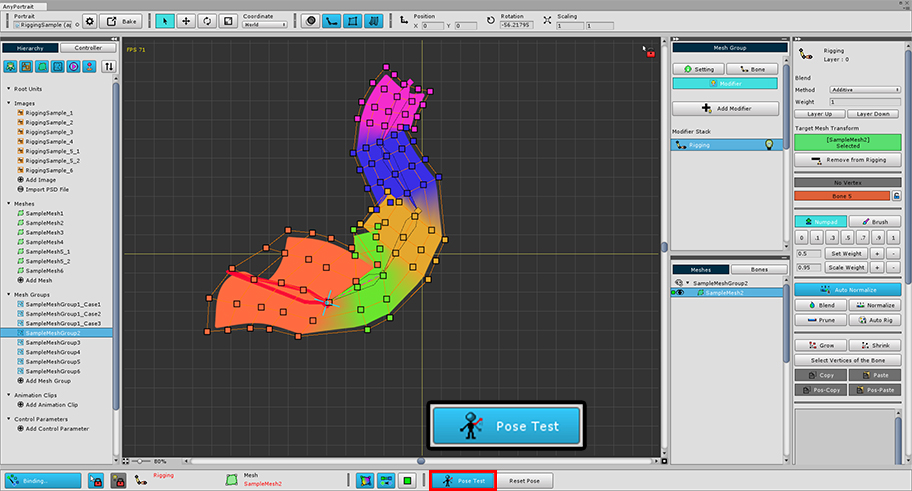 AnyPortrait
Portrait
RiggingSample (ap
Bake
Coordinate
World
Position
X 0 Y 0
Rotation
-56.21795
Scaling
1 1
Hierarchy
Controller
Root Units
Images
RiggingSample_1
RiggingSample_2
RiggingSample_3
RiggingSample_4
RiggingSample_5_1
RiggingSample_5_2
RiggingSample_6
Add Image
Import PSD File
Meshes
SampleMesh1
SampleMesh2
SampleMesh3
SampleMesh4
SampleMesh5_1
SampleMesh5_2
SampleMesh6
Add Mesh
Mesh Groups
SampleMeshGroup1_Case1
SampleMeshGroup1_Case2
SampleMeshGroup1_Case3
SampleMeshGroup2
SampleMeshGroup3
SampleMeshGroup4
SampleMeshGroup5
SampleMeshGroup6
Add Mesh Group
Animation Clips
Add Animation Clip
Control Parameters
Add Control Parameter
FPS 71
Pose Test
80%
Mesh Group
Setting
Bone
Modifier
Add Modifier
Modifier Stack
Rigging
Meshes
Bones
SampleMeshGroup2
SampleMesh2
Rigging
Layer : 0
Blend
Method Additive
Weight 1
Layer Up
Layer Down
Target Mesh Transform
[SampleMesh2]
Selected
Remove from Rigging
No Vertex
Bone 5
Numpad
Brush
0 .1 .3 .5 .7 .9 1
0.5 Set Weight + -
0.95 Scale Weight + -
Auto Normalize
Blend
Normalize
Prune
Auto Rig
Grow
Shrink
Select Vertices of the Bone
Copy
Paste
Pos-Copy
Pos-Paste
Binding...
Rigging
Mesh
SampleMesh2
Pose Test
Reset Pose